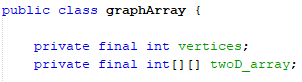 public class graphArray {
private final int vertices;
private final int[][] twoD_array;